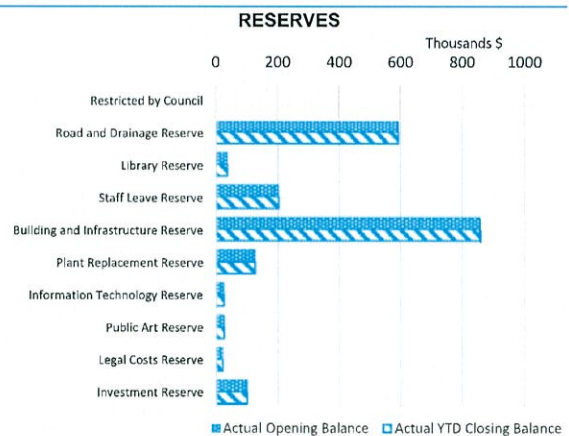 RESERVES
Thousands $
0 200 400 600 800 1000
Restricted by Council
Road and Drainage Reserve
Library Reserve
Staff Leave Reserve
Building and Infrastructure Reserve
Plant Replacement Reserve
Information Technology Reserve
Public Art Reserve
Legal Costs Reserve
Investment Reserve
Actual Opening Balance Actual YTD Closing Balance